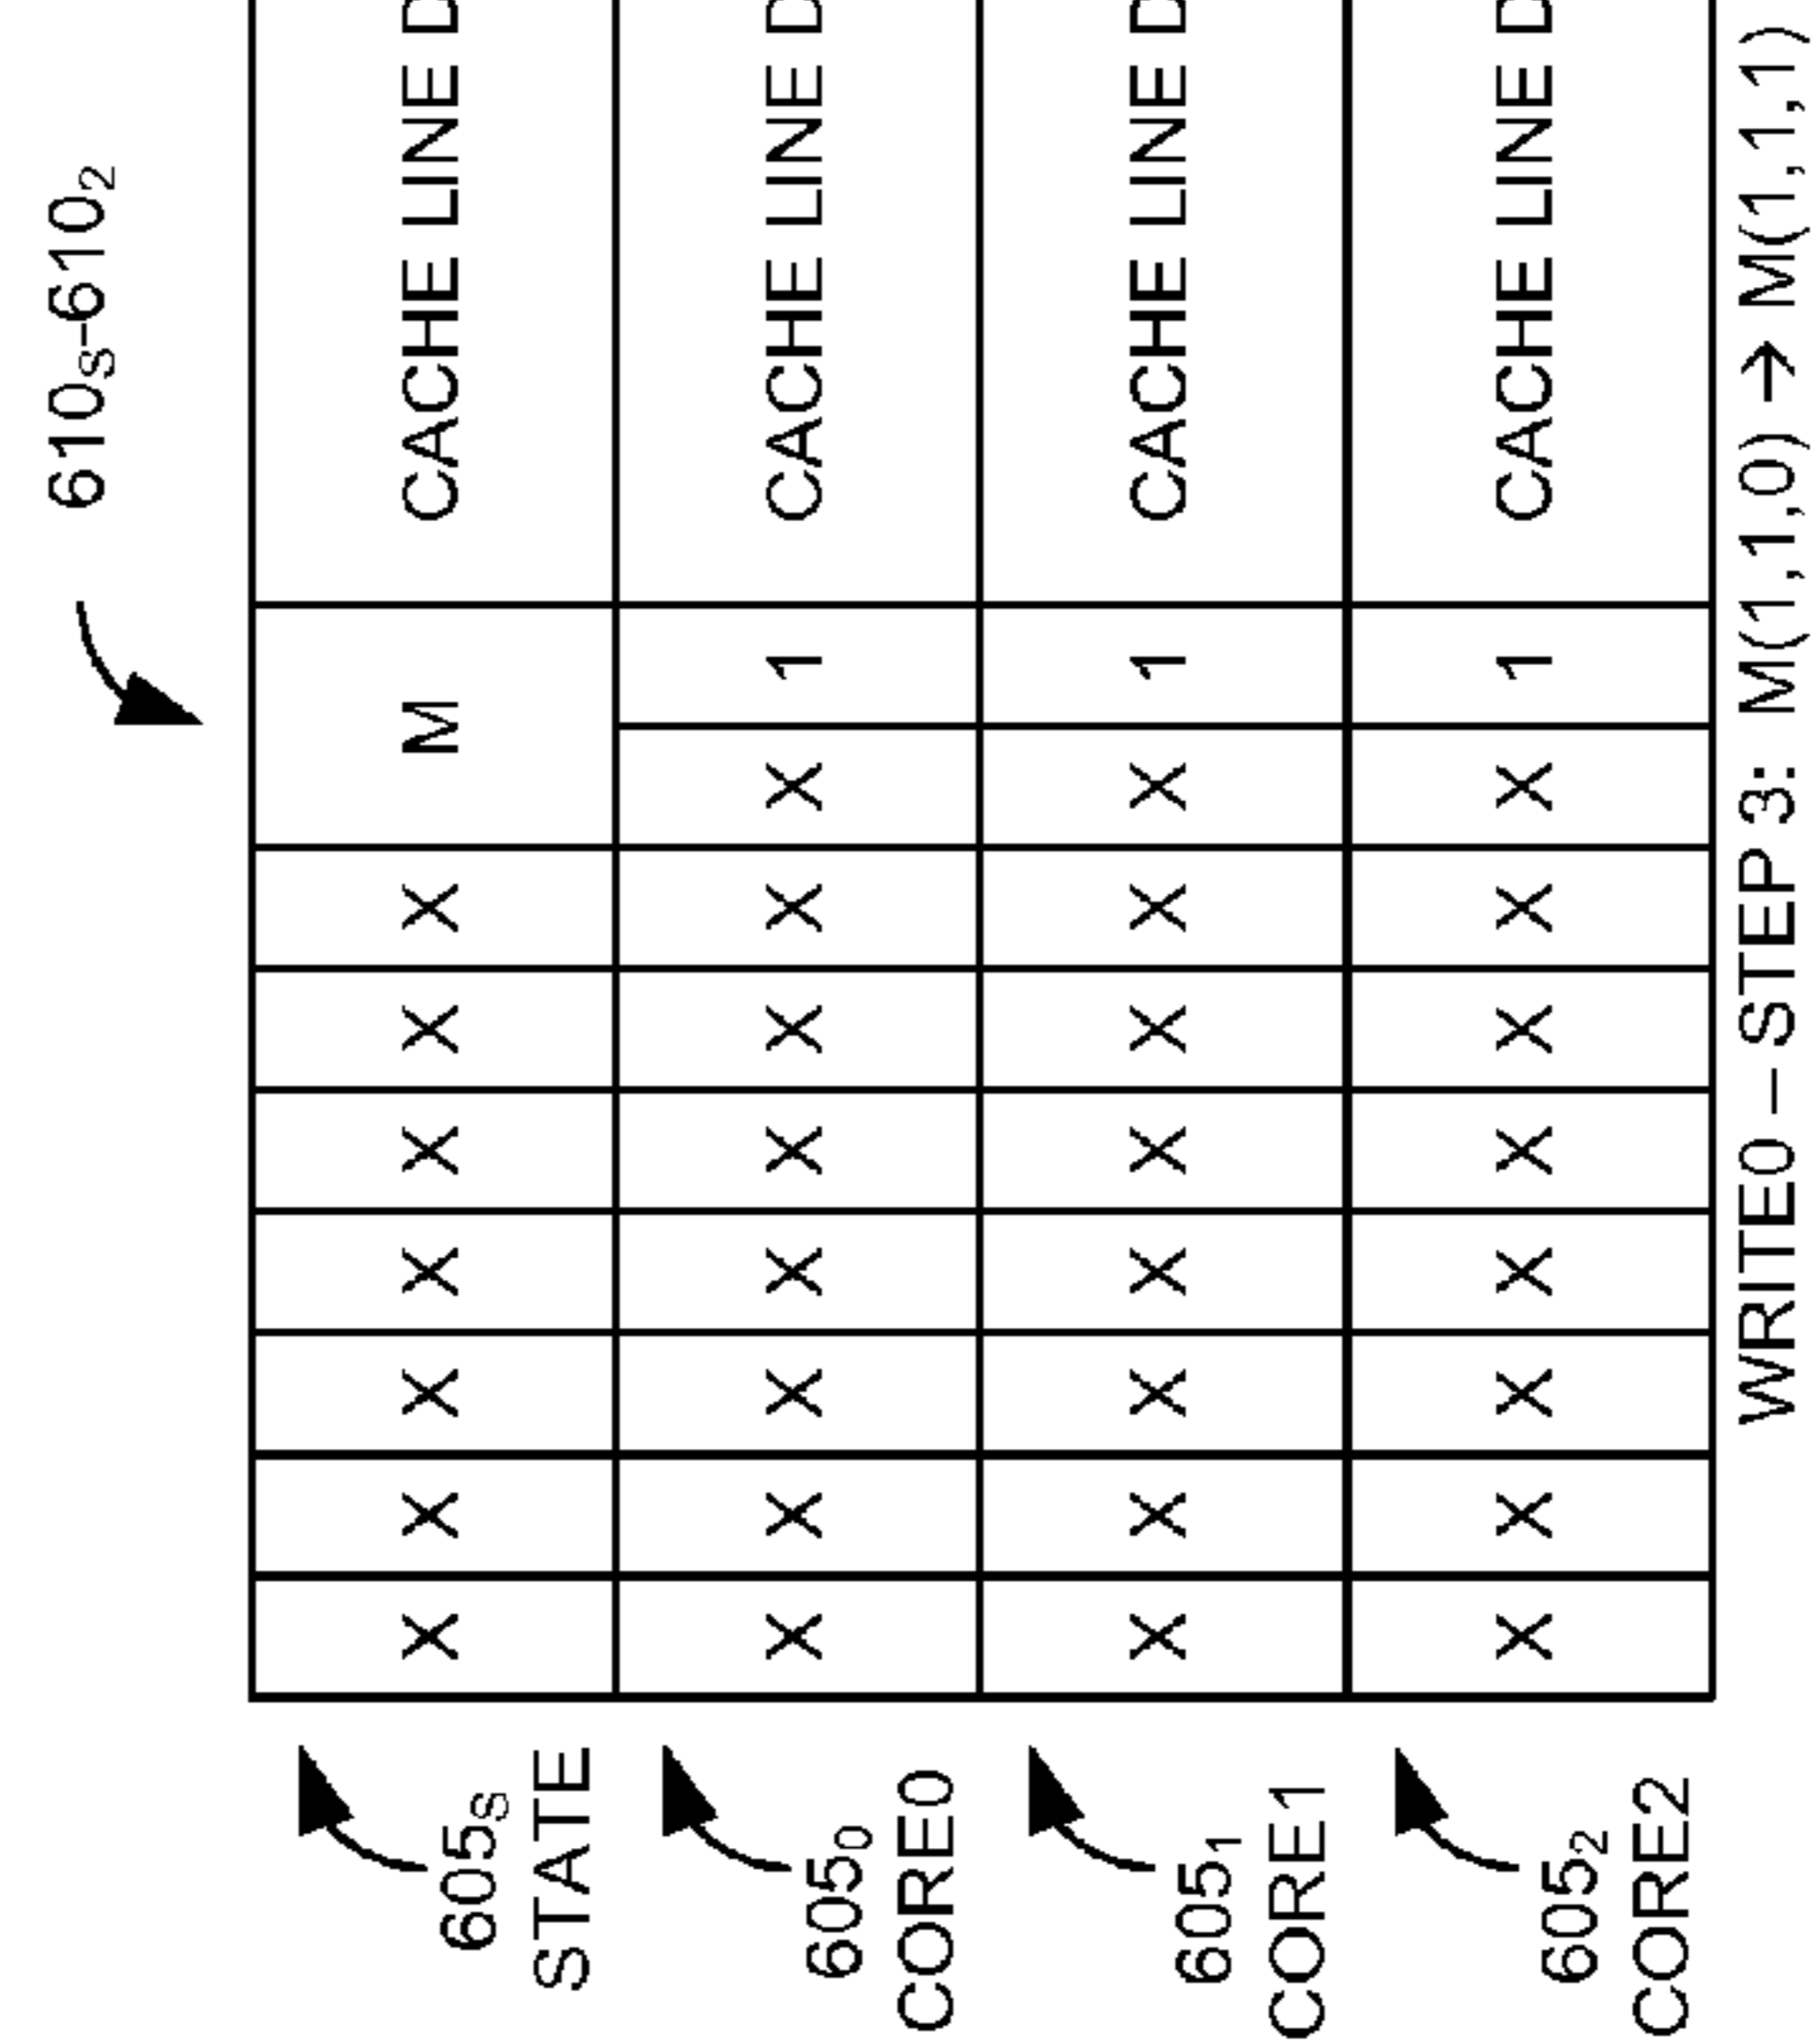 610S-6102
X X X X X X X M CACHE LINE D
605S
STATE
X X X X X X X X 1 CACHE LINE D
6050
CORE0
X X X X X X X X 1 CACHE LINE D
6051
CORE1
X X X X X X X X 1 CACHE LINE D
6052
CORE2
WRITE0 – STEP 3: M(1,1,0) → M(1,1,1)